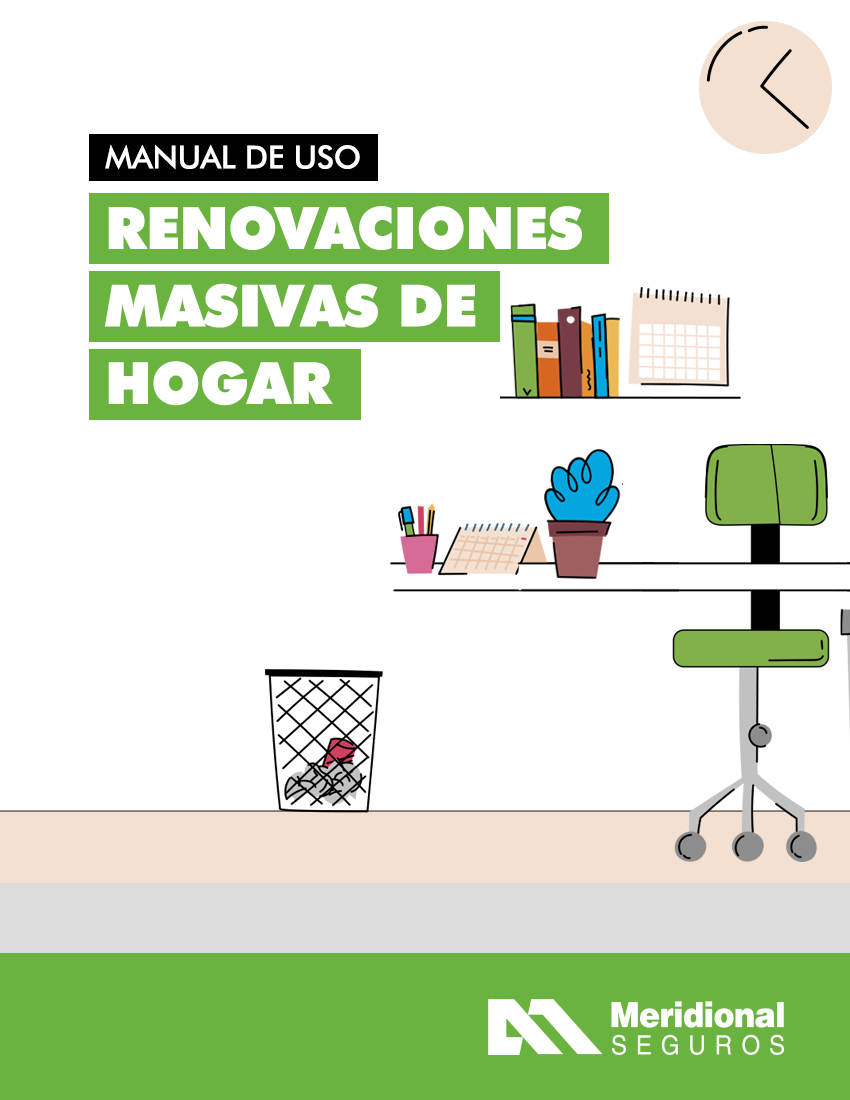 MANUAL DE USO
RENOVACIONES
MASIVAS DE
HOGAR
Meridional
SEGUROS